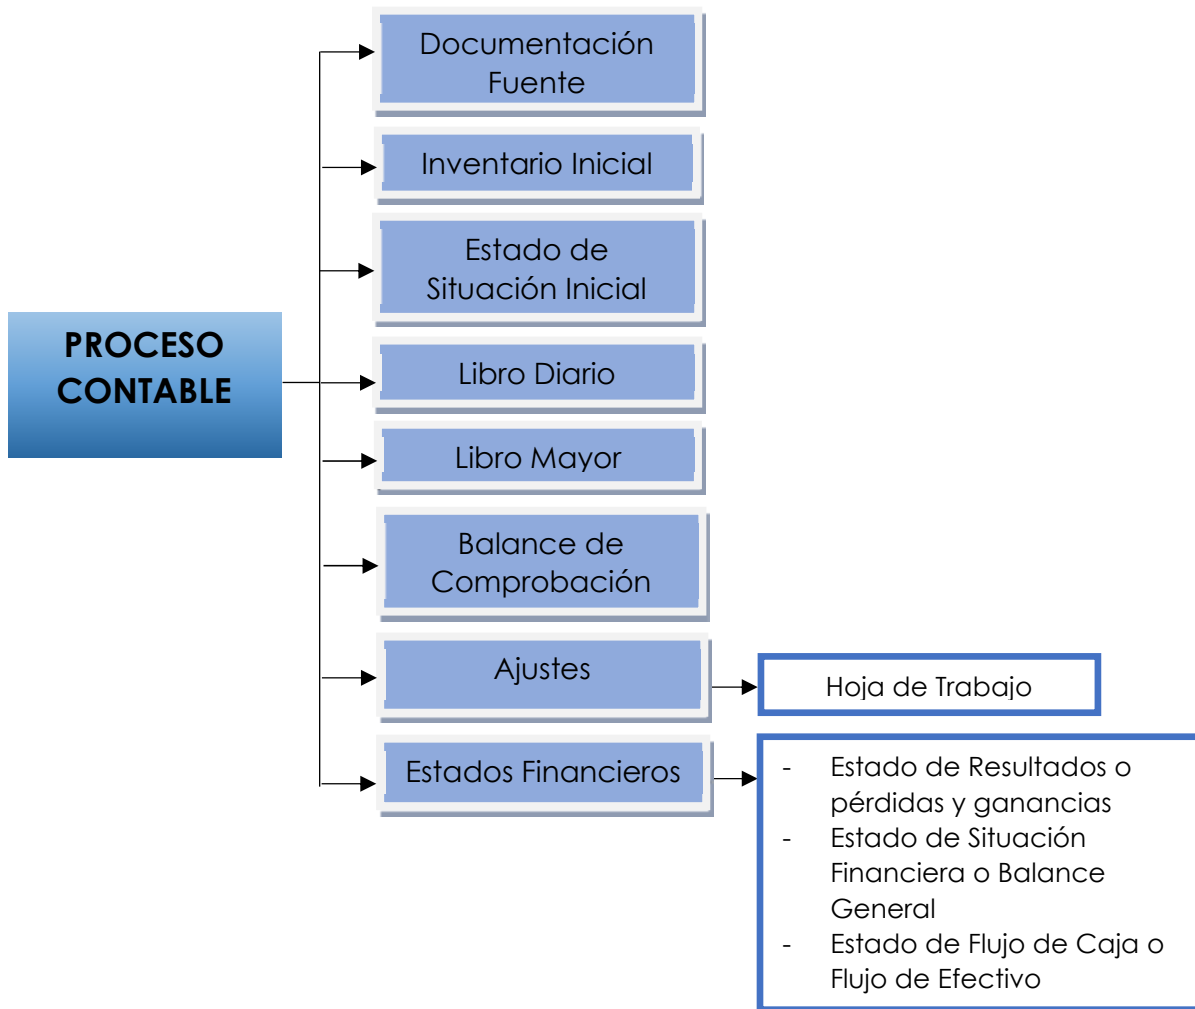 Documentación
Fuente
Inventario Inicial
Estado de
Situación Inicial
PROCESO
CONTABLE
Libro Diario
Libro Mayor
Balance de
Comprobación
Ajustes
Hoja de Trabajo
Estados Financieros
- Estado de Resultados o
pérdidas y ganancias
- Estado de Situación
Financiera o Balance
General
- Estado de Flujo de Caja o
Flujo de Efectivo